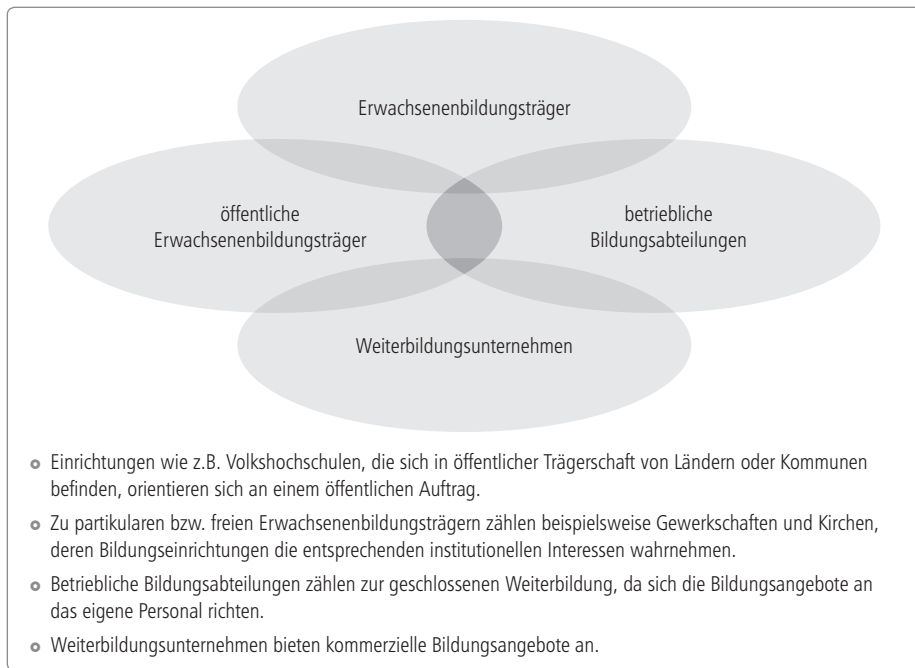 Erwachsenenbildungsträger
öffentliche
Erwachsenenbildungsträger
betriebliche
Bildungsabteilungen
Weiterbildungsunternehmen
Einrichtungen wie z.B. Volkshochschulen, die sich in öffentlicher Trägerschaft von Ländern oder Kommunen
befinden, orientieren sich an einem öffentlichen Auftrag.
Zu partikularen bzw. freien Erwachsenenbildungsträgern zählen beispielsweise Gewerkschaften und Kirchen,
deren Bildungseinrichtungen die entsprechenden institutionellen Interessen wahrnehmen.
Betriebliche Bildungsabteilungen zählen zur geschlossenen Weiterbildung, da sich die Bildungsangebote an
das eigene Personal richten.
Weiterbildungsunternehmen bieten kommerzielle Bildungsangebote an.